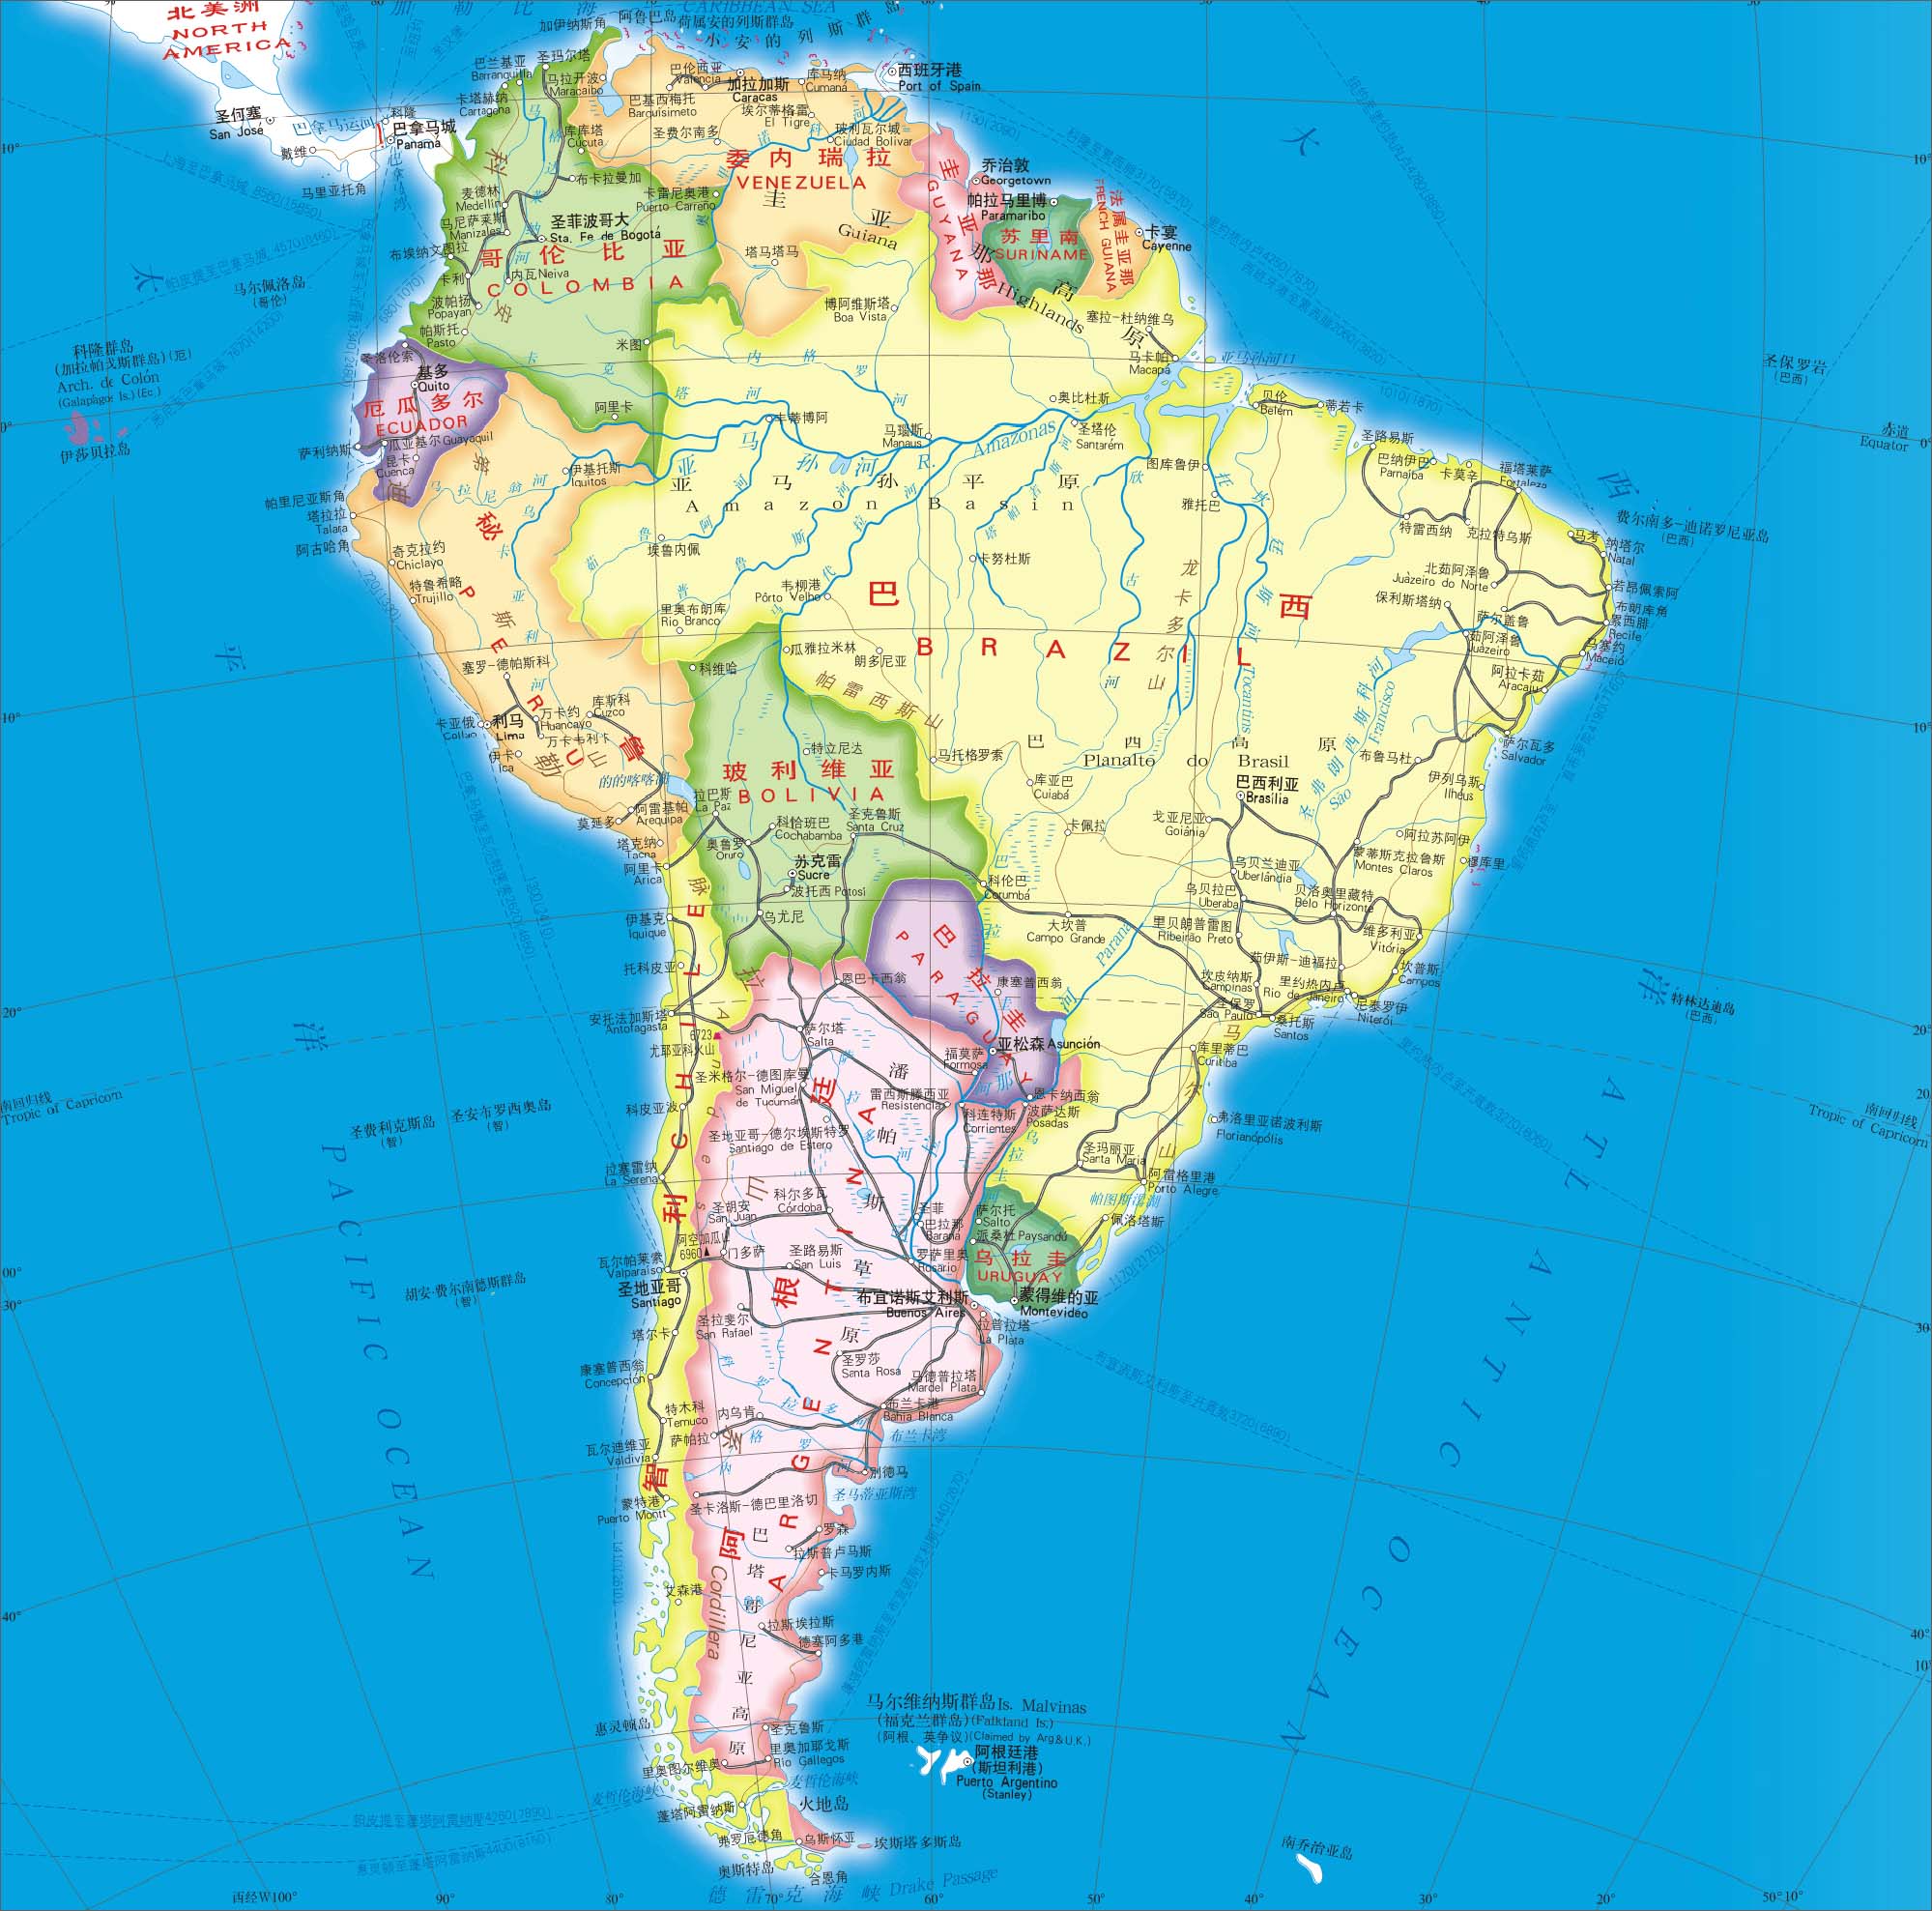 北美洲
NORTH
AMERICA
CARIBBEAN SEA
加 勒 比 海
加伊纳斯角
阿鲁巴岛
荷属安的列斯群岛
小 安 的 列 斯 群 岛
圣何塞
San José
巴拿马运河
科隆
巴拿马城
Panamá
戴维
马里亚托角
巴兰基亚
Barranquilla
圣玛尔塔
卡塔赫纳
Cartagena
马拉开波
Maracaibo
巴伦西亚
Valencia
加拉加斯
Caracas
库马纳
Cumaná
西班牙港
Port of Spain
巴基西梅托
Barquisimeto
埃尔蒂格雷
El Tigre
库库塔
Cúcuta
圣费尔南多
玻利瓦尔城
Ciudad Bolivar
委内瑞拉
VENEZUELA
布卡拉曼加
卡雷尼奥港
Puerto Carreño
麦德林
Medellín
马尼萨莱斯
Manizales
圣菲波哥大
Sta. Fe de Bogotá
布埃纳文图拉
哥伦比亚
COLOMBIA
内瓦 Neiva
卡利
波帕扬
Popayan
帕斯托
Pasto
米图
塔马塔马
圭亚那高原
Guiana
Highlands
圭亚那
GUYANA
乔治敦
Georgetown
帕拉马里博
Paramaribo
苏里南
SURINAME
法属圭亚那
FRENCH GUIANA
卡宴
Cayenne
博阿维斯塔
Boa Vista
塞拉-杜纳维乌
马卡帕
Macapá
亚马孙河口
马尔佩洛岛
(哥伦)
科隆群岛
(加拉帕戈斯群岛)(厄)
Arch. de Colón
(Galapagos Is.)(Ec.)
伊莎贝拉岛
圣洛伦索
基多
Quito
厄瓜多尔
ECUADOR
萨利纳斯
瓜亚基尔 Guayaquil
昆卡
Cuenca
阿里卡
卡蒂博阿
马瑙斯
Manaus
奥比杜斯
圣塔伦
Santarém
贝伦
Belém
蒂若卡
圣路易斯
圣保罗岩
(巴西)
赤道
Equator
亚马孙河
R. Amazonas
亚马孙平原
Amazon Basin
伊基托斯
Iquitos
图库鲁伊
雅托巴
巴纳伊巴
Parnaíba
卡莫辛
福塔莱萨
Fortaleza
特雷西纳
克拉特乌斯
费尔南多-迪诺罗尼亚岛
(巴西)
马考
纳塔尔
Natal
帕里尼亚斯角
塔拉拉
Talara
阿古哈角
奇克拉约
Chiclayo
特鲁希略
Trujillo
秘鲁
PERU
埃鲁内佩
卡努杜斯
韦柳港
Pôrto Velho
里奥布朗库
Rio Branco
北茹阿泽鲁
Juàzeiro do Norte
若昂佩索阿
布朗库角
保利斯塔纳
萨尔盖鲁
累西腓
Recife
茹阿泽鲁
Juàzeiro
马塞约
Maceió
阿拉卡茹
Aracaju
巴西
BRAZIL
瓜雅拉米林
朗多尼亚
科维哈
帕雷西斯山
塞罗-德帕斯科
万卡约
Huancayo
库斯科
Cuzco
卡亚俄
Callao
利马
Lima
伊卡
Ica
的的喀喀湖
特立尼达
马托格罗索
巴西高原
Planalto do Brasil
库亚巴
Cuiabá
巴西利亚
Brasília
圣弗朗西斯科河
São Francisco
Tocantins
布鲁马杜
萨尔瓦多
Salvador
伊列乌斯
Ilhéus
玻利维亚
BOLIVIA
拉巴斯
La Paz
莫延多
阿雷基帕
Arequipa
塔克纳
Tacna
阿里卡
Arica
科恰班巴
Cochabamba
圣克鲁斯
Santa Cruz
奥鲁罗
Oruro
苏克雷
Sucre
波托西 Potosí
乌尤尼
戈亚尼亚
Goiânia
卡佩拉
阿拉苏阿伊
穆库里
蒙蒂斯克拉鲁斯
Montes Claros
乌贝兰迪亚
Uberlândia
科伦巴
Corumbá
乌贝拉巴
Uberaba
贝洛奥里藏特
Belo Horizonte
伊基克
Iquique
大坎普
Campo Grande
里贝朗普雷图
Ribeirão Preto
维多利亚
Vitória
托科皮亚
恩巴卡西翁
巴拉圭
PARAGUAY
康塞普西翁
Paraná
茹伊斯-迪福拉
坎普斯
Campos
坎皮纳斯
Campinas
里约热内卢
Rio de Janeiro
尼泰罗伊
Niterói
圣保罗
São Paulo
桑托斯
Santos
特林达迪岛
(巴西)
安托法加斯塔
Antofagasta
6723
尤耶亚科火山
萨尔塔
Salta
福莫萨
Formosa
亚松森 Asunción
库里蒂巴
Curitiba
南回归线
Tropic of Capricorn
圣费利克斯岛
(智)
圣安布罗西奥岛
(智)
科皮亚波
圣米格尔-德图库曼
San Miguel
de Tucumán
雷西斯滕西亚
Resistencia
恩卡纳西翁
科连特斯
Corrientes
波萨达斯
Posadas
弗洛里亚诺波利斯
Florianópolis
南回归线
Tropic of Capricorn
圣地亚哥-德尔埃斯特罗
Santiago de Estero
圣玛丽亚
Santa Maria
阿雷格里港
Porto Alegre
拉塞雷纳
La Serena
科尔多瓦
Córdoba
圣胡安
San Juan
圣菲
巴拉那
Paraná
萨尔托
Salto
派桑杜 Paysandú
帕图斯潟湖
佩洛塔斯
阿空加瓜山
6960
门多萨
圣路易斯
San Luis
罗萨里奥
Rosario
乌拉圭
URUGUAY
瓦尔帕莱索
Valparaíso
圣地亚哥
Santiago
胡安·费尔南德斯群岛
(智)
布宜诺斯艾利斯
Buenos Aires
蒙得维的亚
Montevideo
拉普拉塔
La Plata
圣拉斐尔
San Rafael
塔尔卡
潘帕斯草原
阿根廷
ARGENTINA
智利
CHILE
圣罗莎
Santa Rosa
康塞普西翁
Concepción
马德普拉塔
Mardel Plata
布兰卡港
Bahia Blanca
布兰卡湾
特木科
Temuco
内乌肯
萨帕拉
瓦尔迪维亚
Valdivia
别德马
圣马蒂亚斯湾
蒙特港
Puerto Montt
圣卡洛斯-德巴里洛切
罗森
拉斯普卢马斯
卡马罗内斯
艾森港
安第斯山脉
Cordillera
Andes
巴塔哥尼亚高原
拉斯埃拉斯
德塞阿多港
太平洋
PACIFIC OCEAN
大西洋
ATLANTIC OCEAN
惠灵顿岛
圣克鲁斯
里奥加耶戈斯
Río Gallegos
里奥图尔维奥
麦哲伦海峡
麦哲伦海峡
蓬塔阿雷纳斯
火地岛
弗罗厄德角
乌斯怀亚
埃斯塔多斯岛
奥斯特岛
合恩角
德雷克海峡 Drake Passage
马尔维纳斯群岛 Is. Malvinas
(福克兰群岛)(Falkland Is.)
(阿根、英争议)(Claimed by Arg&U.K.)
阿根廷港
(斯坦利港)
Puerto Argentino
(Stanley)
南乔治亚岛
西经W100° 90° 80° 70° 60° 50° 40° 30° 20° 10°